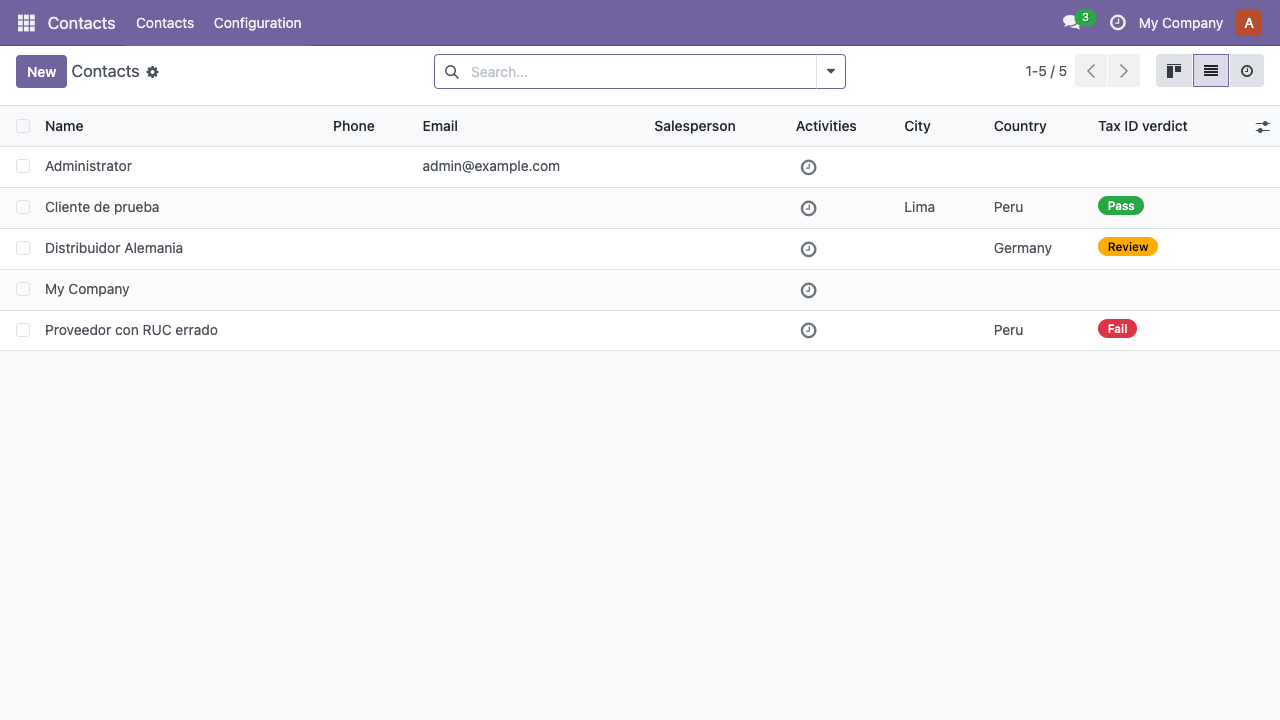 Contacts Contacts Configuration 3 My Company A
New Contacts Search... 1-5 / 5
Name Phone Email Salesperson Activities City Country Tax ID verdict
Administrator admin@example.com
Cliente de prueba Lima Peru Pass
Distribuidor Alemania Germany Review
My Company
Proveedor con RUC errado Peru Fail